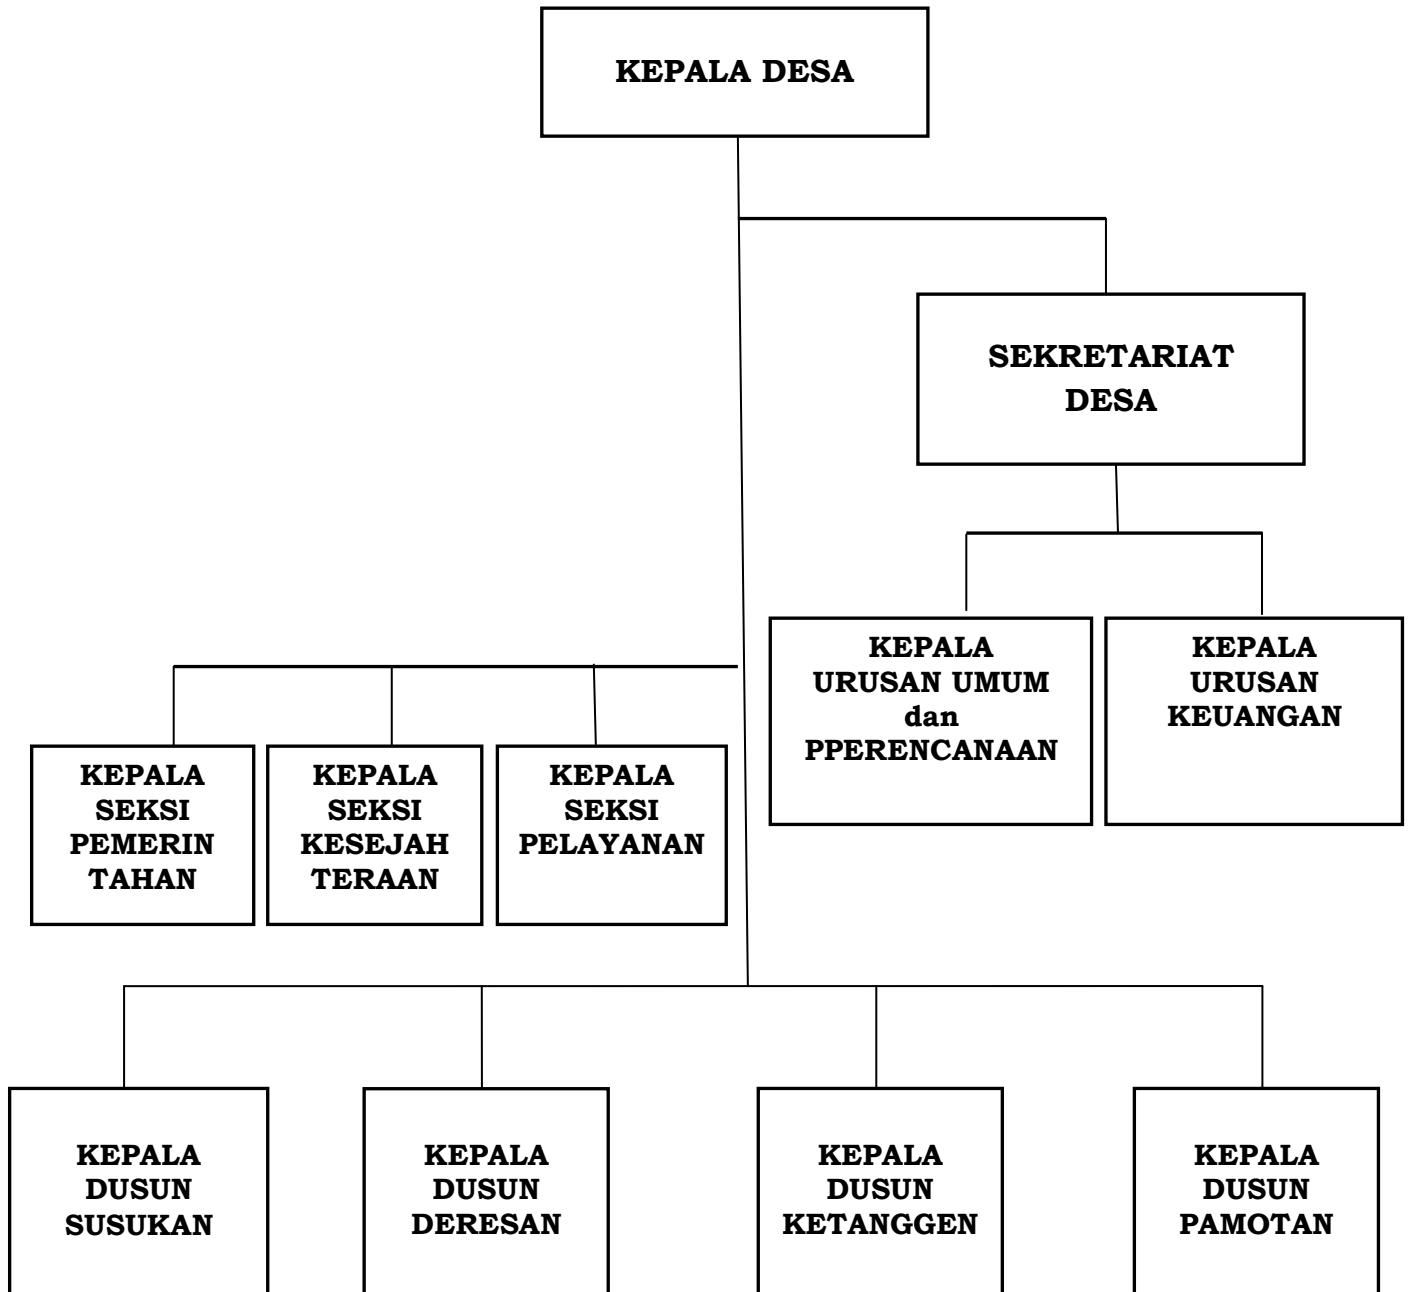 KEPALA DESA
SEKRETARIAT
DESA
KEPALA
URUSAN UMUM
dan
PPERENCANAAN
KEPALA
URUSAN
KEUANGAN
KEPALA
SEKSI
PEMERIN
TAHAN
KEPALA
SEKSI
KESEJAH
TERAAN
KEPALA
SEKSI
PELAYANAN
KEPALA
DUSUN
SUSUKAN
KEPALA
DUSUN
DERESAN
KEPALA
DUSUN
KETANGGEN
KEPALA
DUSUN
PAMOTAN